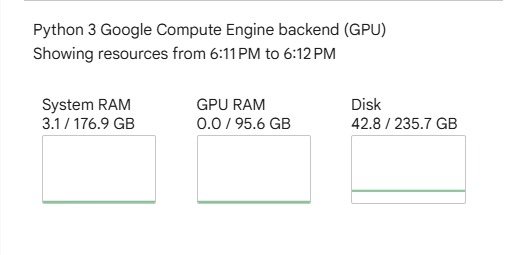 Python 3 Google Compute Engine backend (GPU)
Showing resources from 6:11 PM to 6:12 PM
System RAM
3.1 / 176.9 GB
GPU RAM
0.0 / 95.6 GB
Disk
42.8 / 235.7 GB